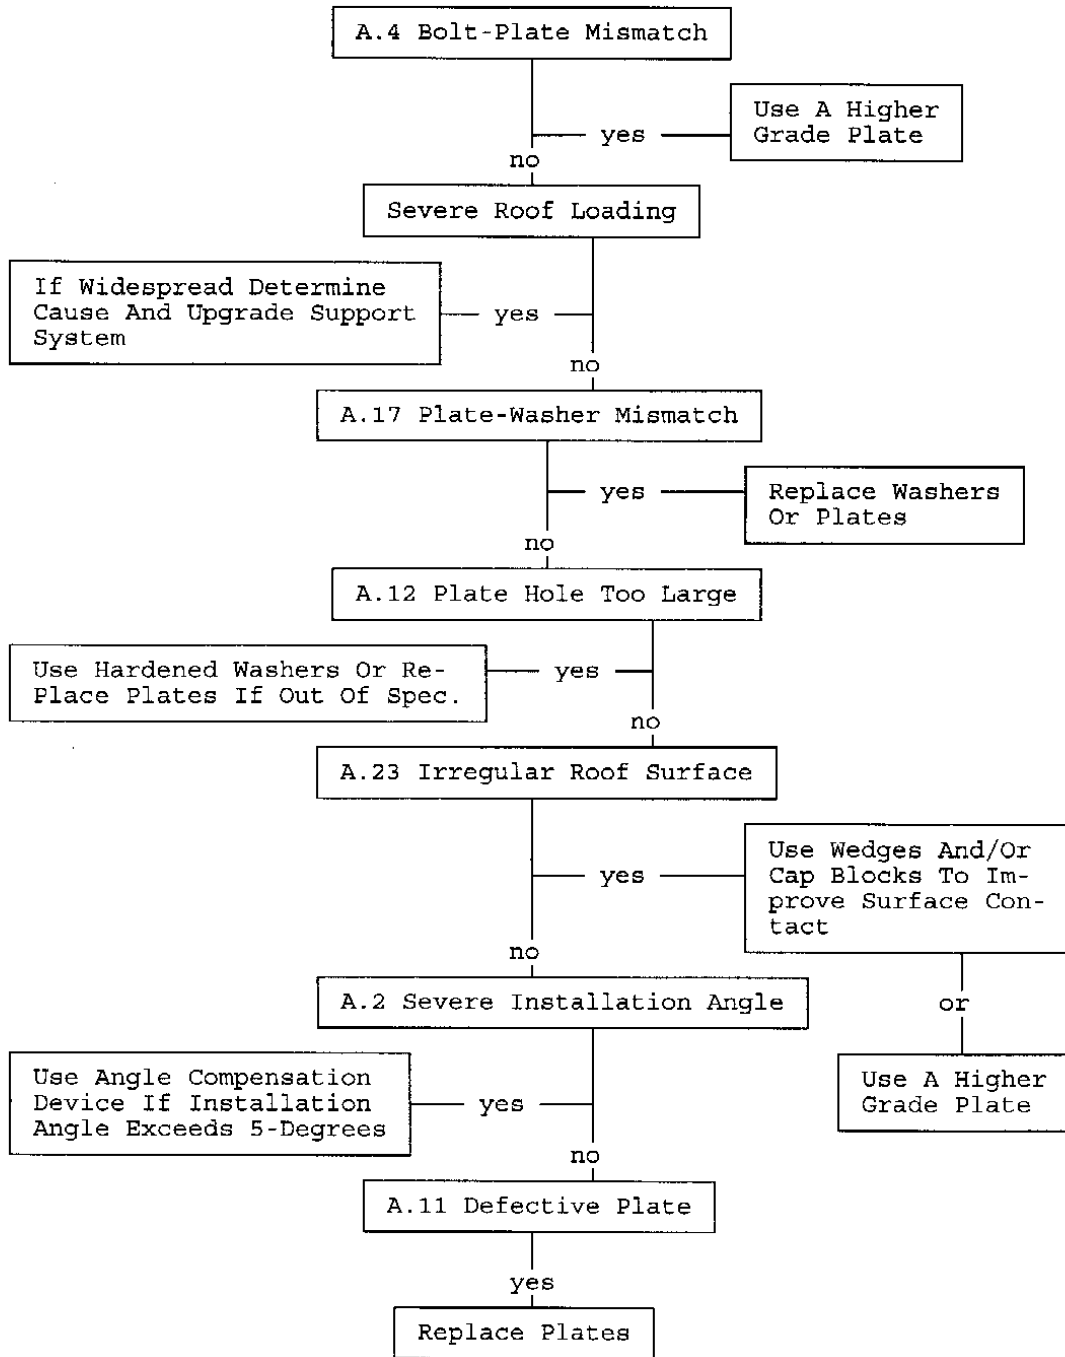 A.4 Bolt-Plate Mismatch
Use A Higher
Grade Plate
yes
no
Severe Roof Loading
If Widespread Determine
Cause And Upgrade Support
System
yes
no
A.17 Plate-Washer Mismatch
yes
Replace Washers
Or Plates
no
A.12 Plate Hole Too Large
Use Hardened Washers Or Re-
Place Plates If Out Of Spec.
yes
no
A.23 Irregular Roof Surface
yes
Use Wedges And/Or
Cap Blocks To Im-
prove Surface Con-
tact
no
A.2 Severe Installation Angle
or
Use A Higher
Grade Plate
Use Angle Compensation
Device If Installation
Angle Exceeds 5-Degrees
yes
no
A.11 Defective Plate
yes
Replace Plates